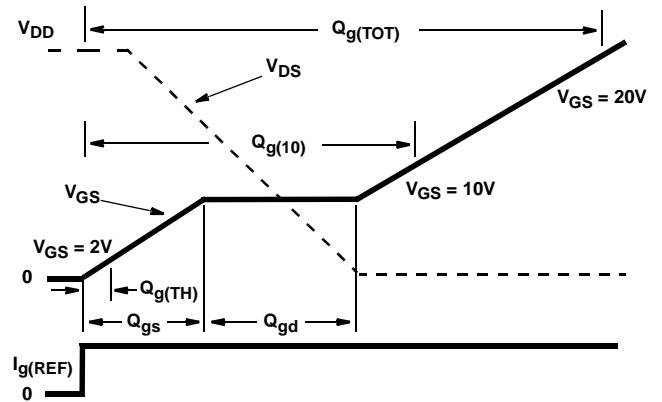 V_DD
Q_g(TOT)
V_DS
V_GS = 20V
Q_g(10)
V_GS
V_GS = 10V
V_GS = 2V
0
Q_g(TH)
Q_gs
Q_gd
I_g(REF)
0